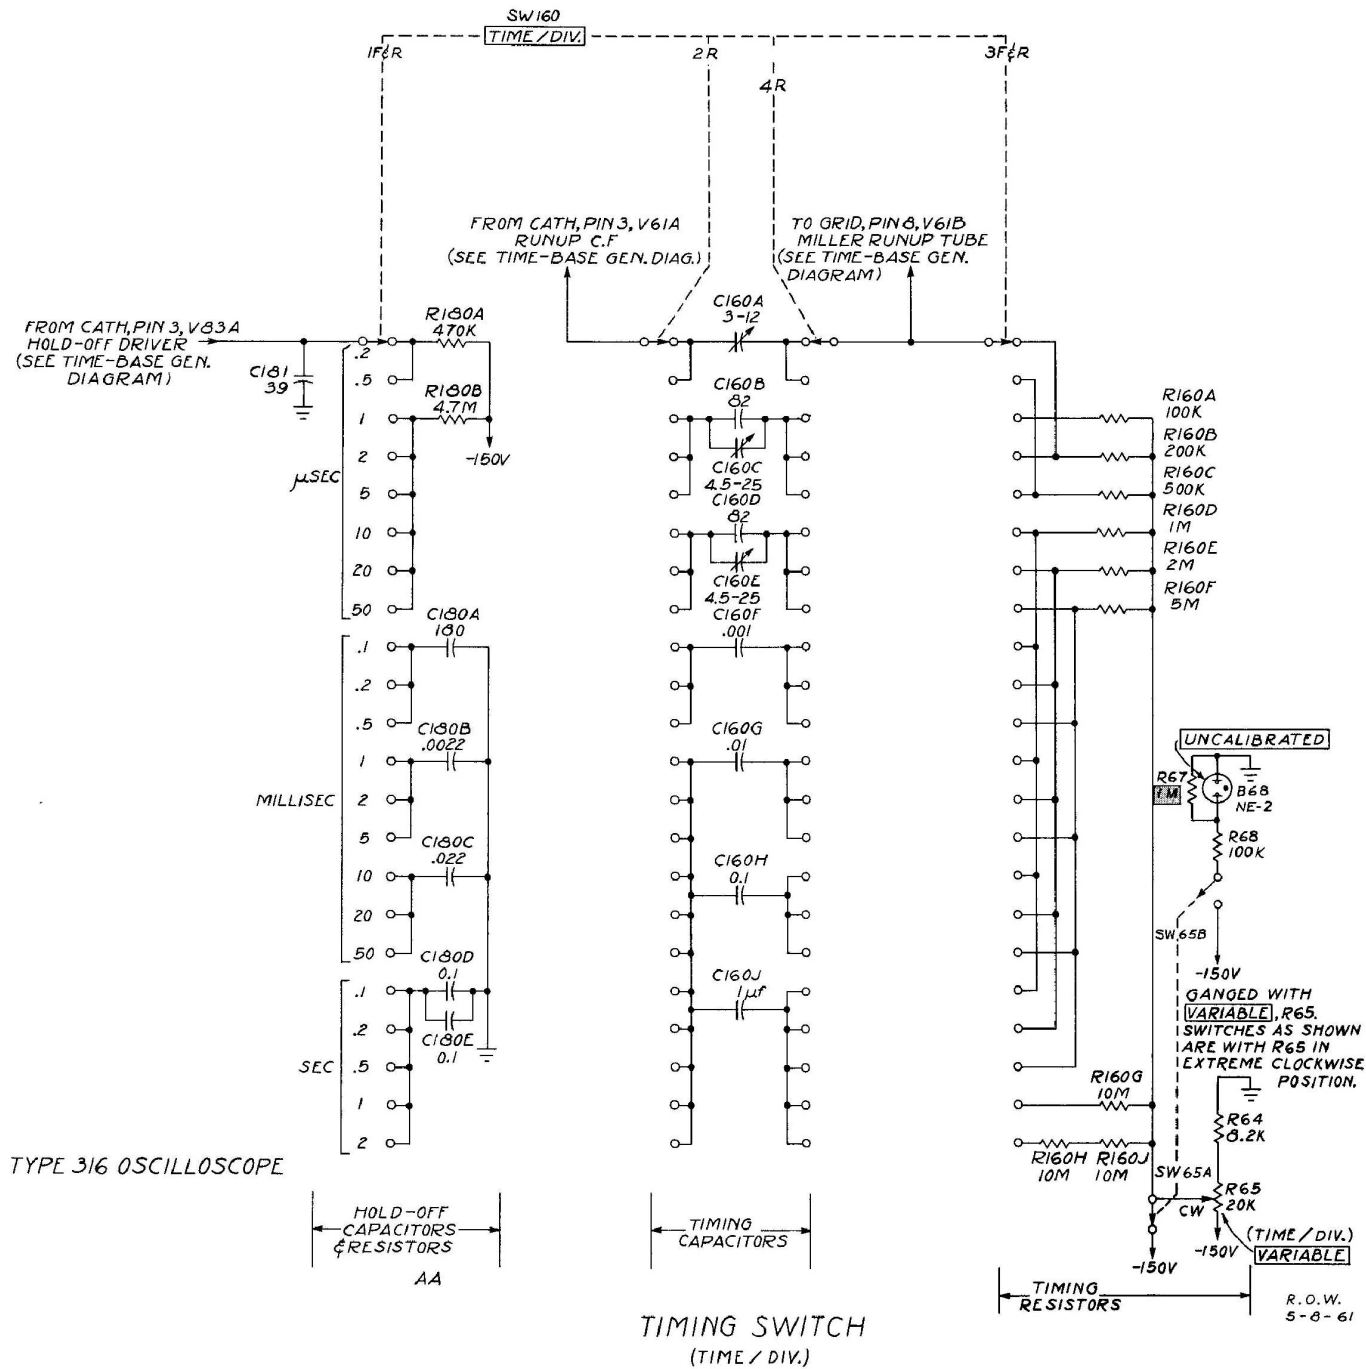 SW160
TIME/DIV.
1F&R
2R
4R
3F&R
FROM CATH, PIN 3, V61A
RUNUP C.F
(SEE TIME-BASE GEN. DIAG.)
TO GRID, PIN 8, V61B
MILLER RUNUP TUBE
(SEE TIME-BASE GEN.
DIAGRAM)
FROM CATH, PIN 3, V83A
HOLD-OFF DRIVER
(SEE TIME-BASE GEN.
DIAGRAM)
C181
39
R180A
470K
R180B
4.7M
-150V
µSEC
.2
.5
1
2
5
10
20
50
MILLISEC
.1
.2
.5
1
2
5
10
20
50
SEC
.1
.2
.5
1
2
C180A
180
C180B
.0022
C180C
.022
C180D
0.1
C180E
0.1
C160A
3-12
C160B
82
C160C
4.5-25
C160D
82
C160E
4.5-25
C160F
.001
C160G
.01
C160H
0.1
C160J
1µf
R160A
100K
R160B
200K
R160C
500K
R160D
1M
R160E
2M
R160F
5M
R160G
10M
R160H
10M
R160J
10M
UNCALIBRATED
R67
1M
B68
NE-2
R68
100K
SW65B
-150V
GANGED WITH
VARIABLE, R65.
SWITCHES AS SHOWN
ARE WITH R65 IN
EXTREME CLOCKWISE
POSITION.
R64
8.2K
SW65A
R65
20K
CW
-150V
-150V
(TIME/DIV.)
VARIABLE
TYPE 316 OSCILLOSCOPE
HOLD-OFF
CAPACITORS
&RESISTORS
AA
TIMING
CAPACITORS
TIMING
RESISTORS
R.O.W.
5-8-61
TIMING SWITCH
(TIME/DIV.)